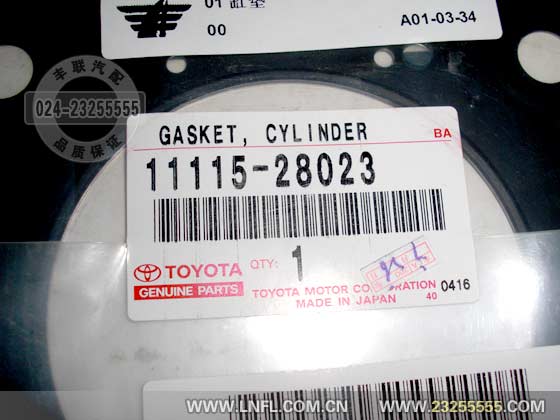 01 缸垫
00
A01-03-34
丰联汽配
024-23255555
品质保证
GASKET, CYLINDER
BA
11115-28023
TOYOTA
GENUINE PARTS
QTY: 1
TOYOTA MOTOR CORPORATION 0416
MADE IN JAPAN 40
WWW.LNFL.COM.CN WWW.23255555.COM